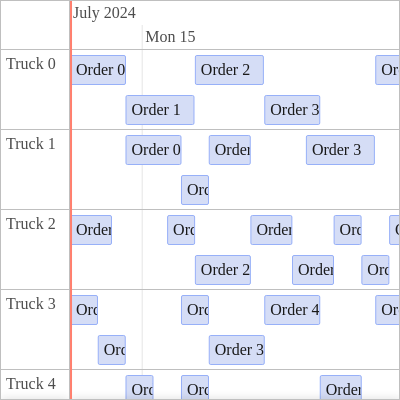 July 2024
Mon 15
Truck 0
Order 0
Order 2
Or
Order 1
Order 3
Truck 1
Order 0
Order
Order 3
Orc
Truck 2
Order
Orc
Order
Orc
Order 2
Order
Orc
Truck 3
Orc
Orc
Order 4
Or
Orc
Order 3
Truck 4
Orc
Orc
Order